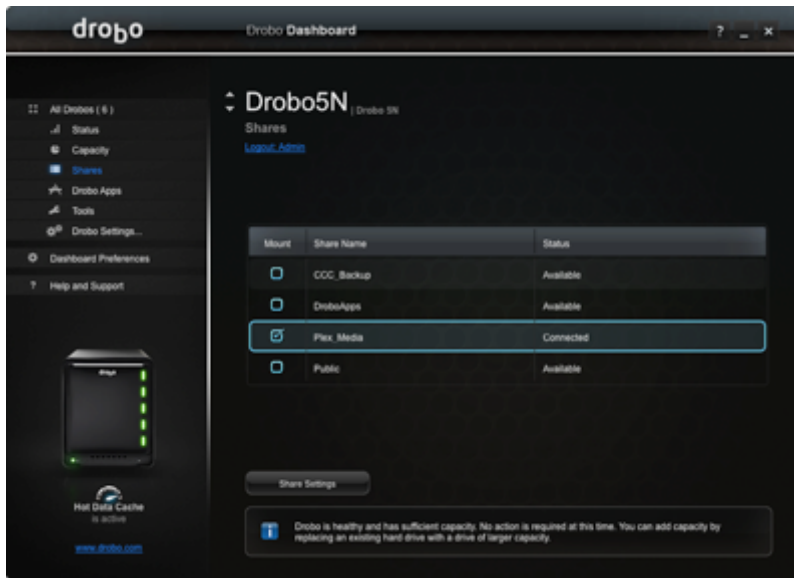 drobo
Drobo Dashboard
? _ ×
All Drobos ( 6 )
Status
Capacity
Shares
Drobo Apps
Tools
Drobo Settings...
Dashboard Preferences
? Help and Support
drobo
Hot Data Cache
is active
www.drobo.com
Drobo5N | Drobo 5N
Shares
Logout: Admin
Mount Share Name Status
CCC_Backup Available
DroboApps Available
Plex_Media Connected
Public Available
Share Settings
Drobo is healthy and has sufficient capacity. No action is required at this time. You can add capacity by
replacing an existing hard drive with a drive of larger capacity.